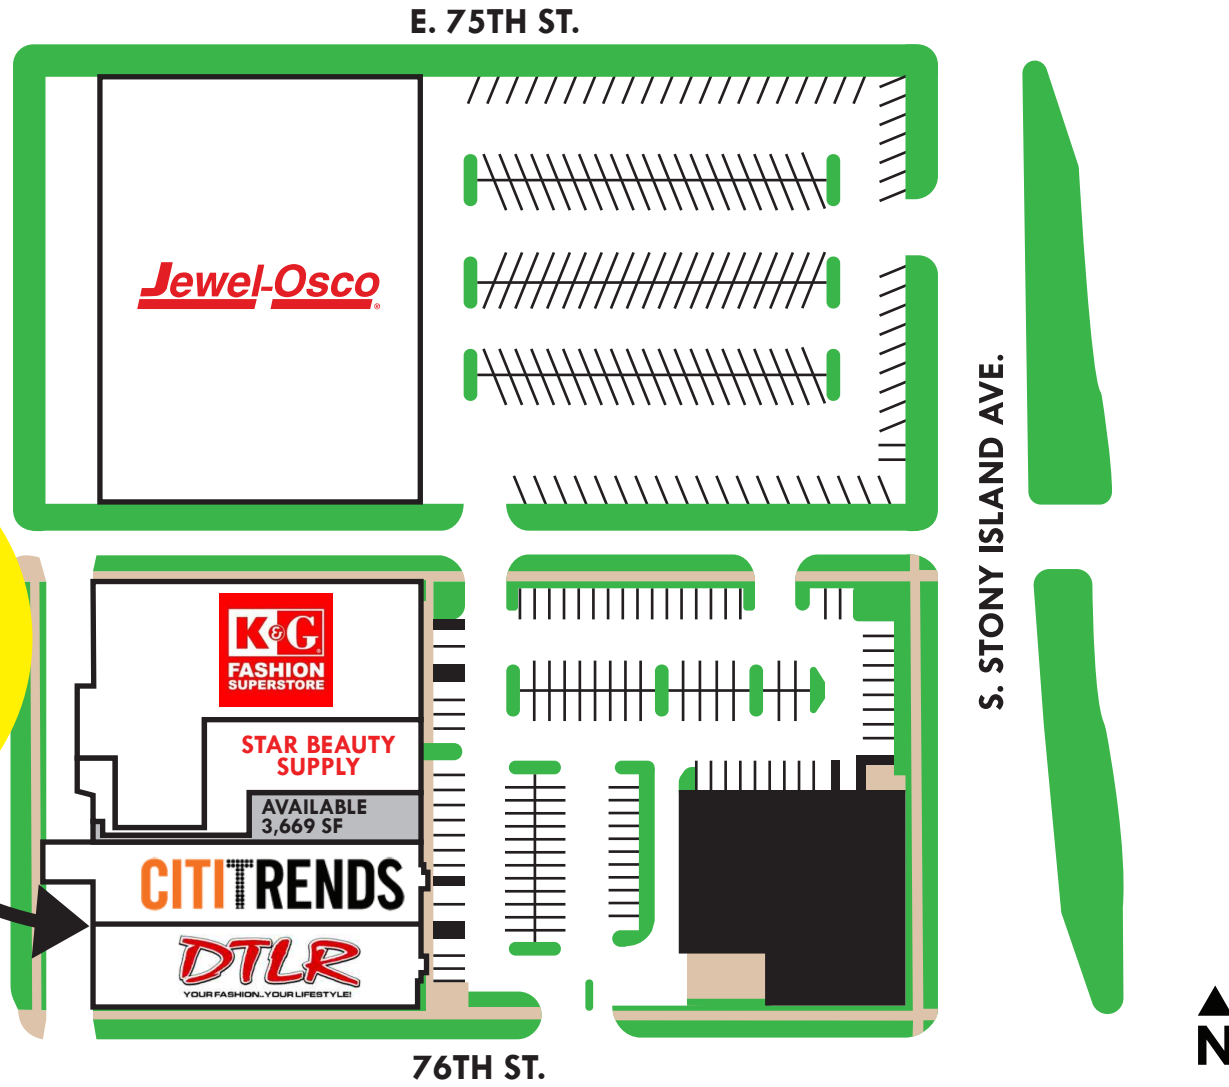 E. 75TH ST.
Jewel-Osco®
S. STONY ISLAND AVE.
K&G
FASHION
SUPERSTORE
STAR BEAUTY
SUPPLY
AVAILABLE
3,669 SF
CITITRENDS
DTLR
YOUR FASHION...YOUR LIFESTYLE!
76TH ST.
N